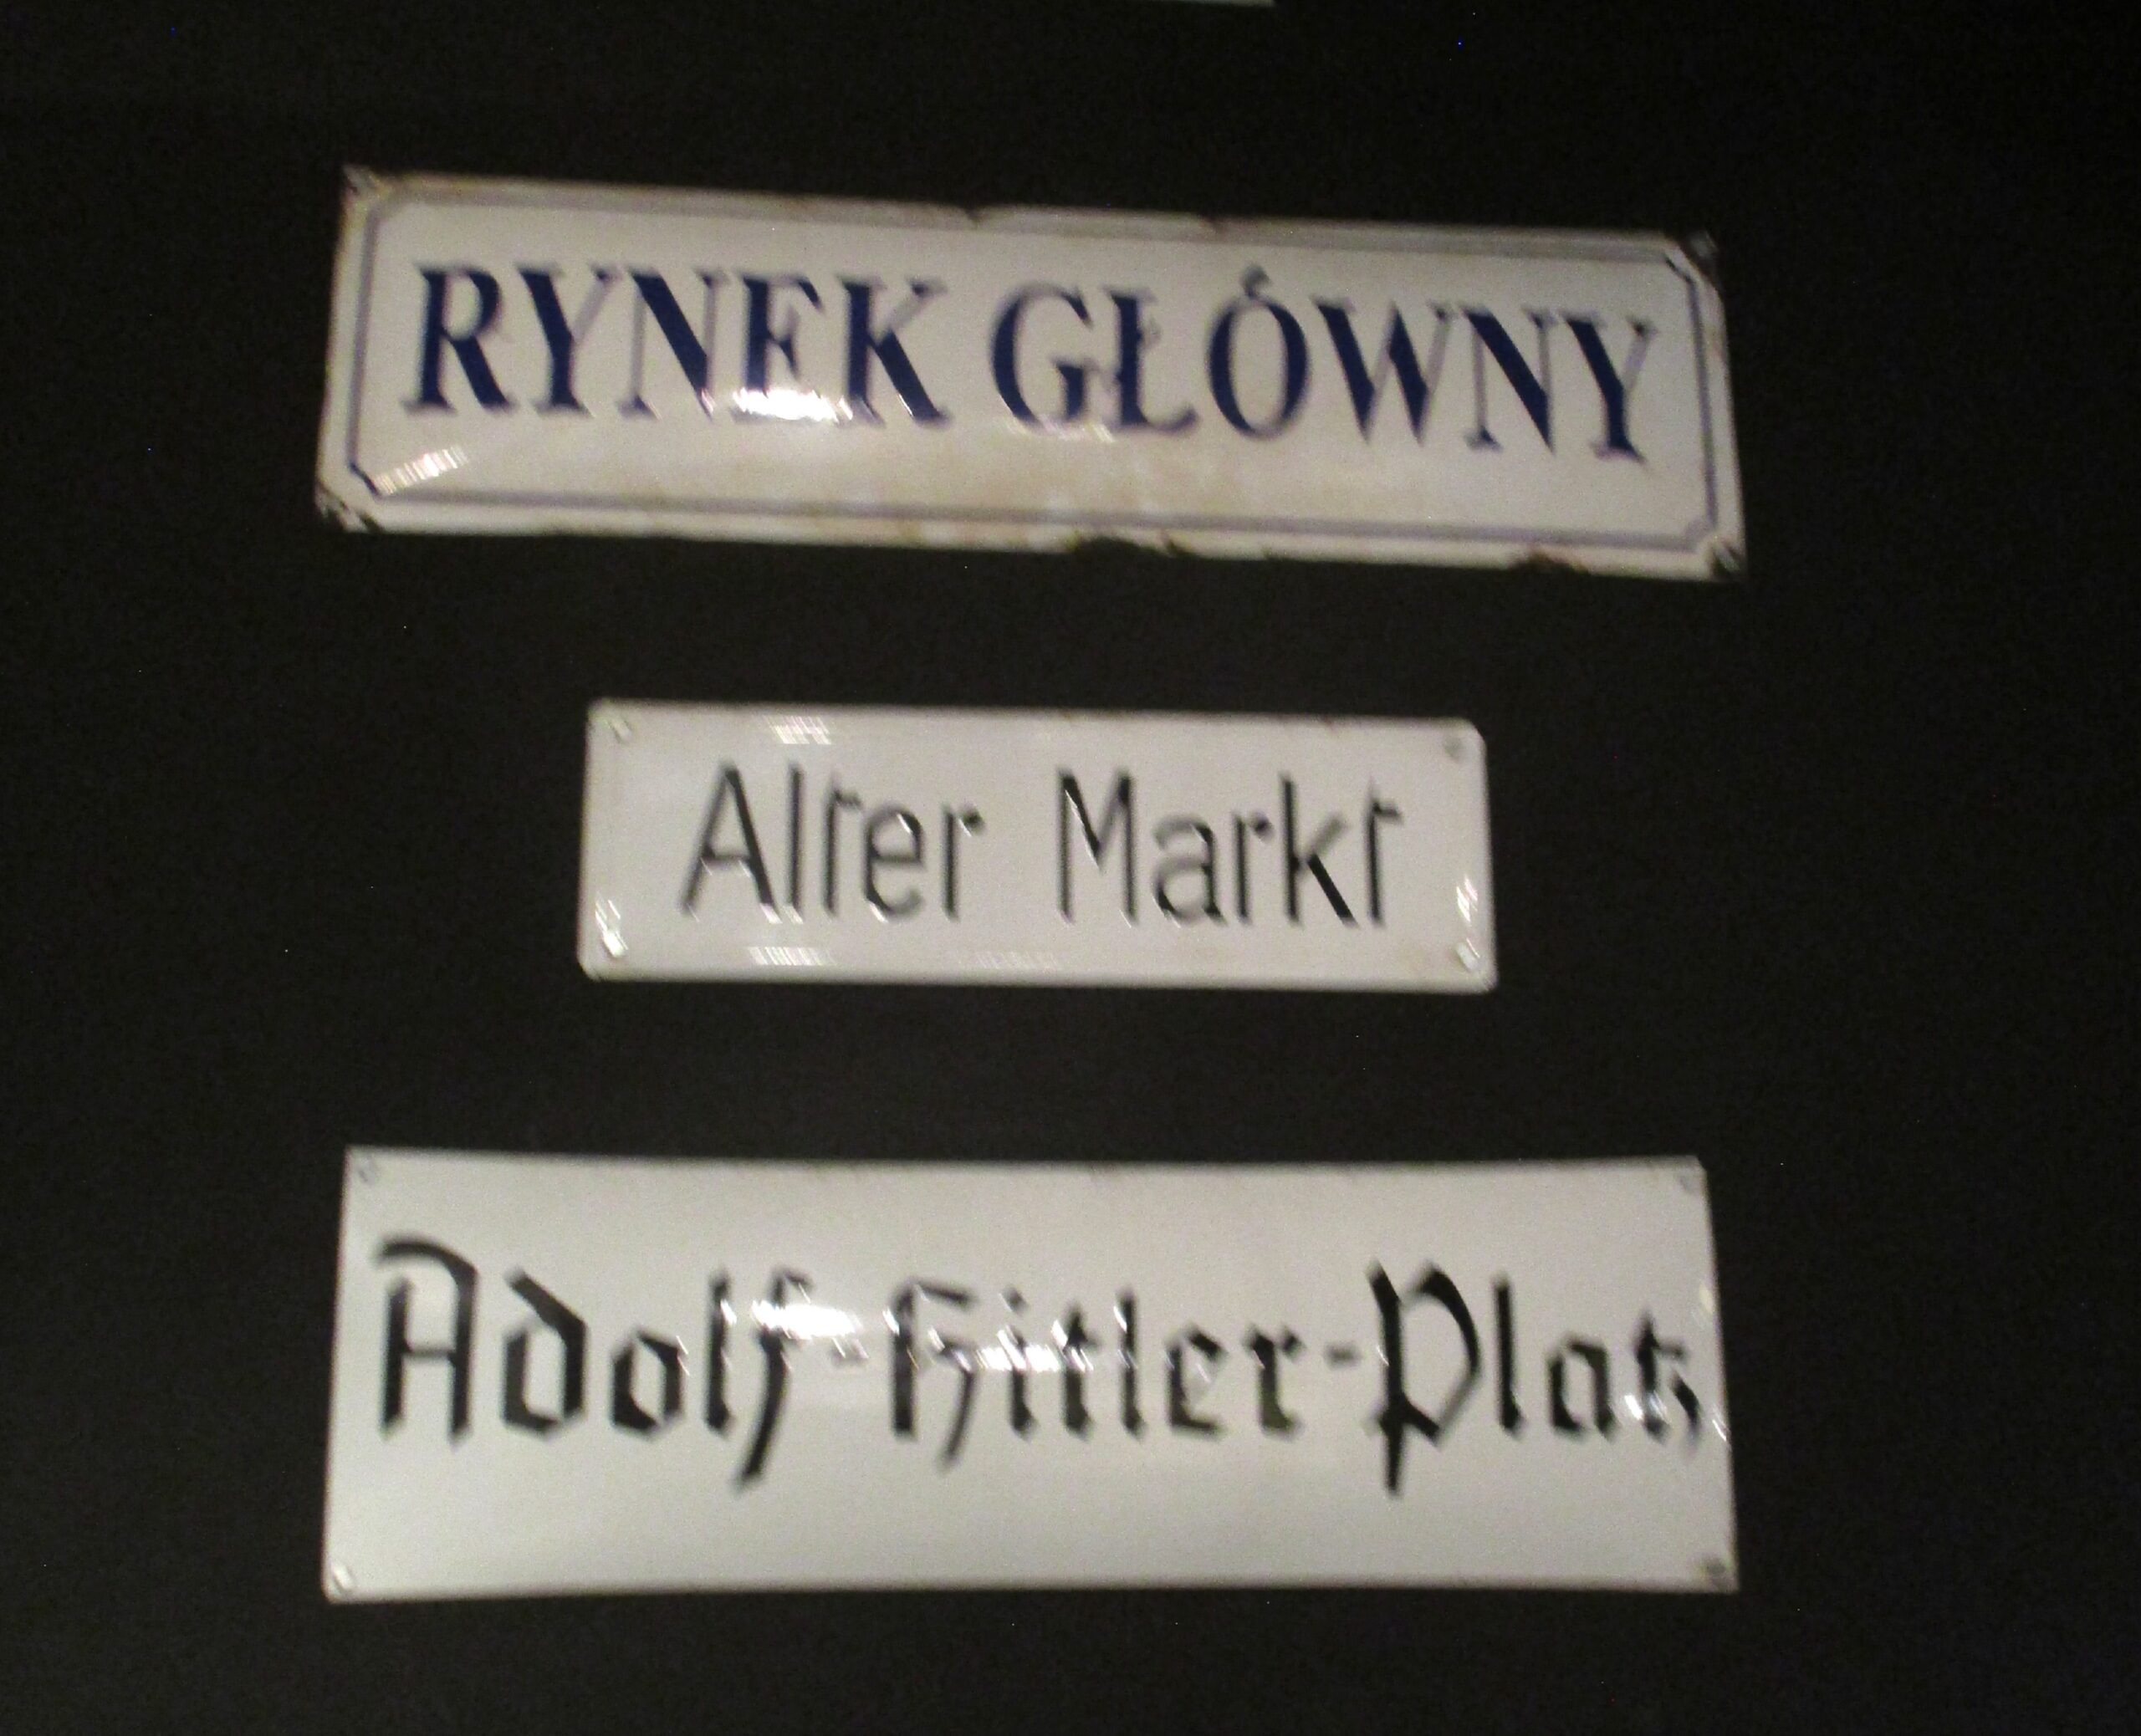 RYNEK GŁÓWNY
Alter Markt
Adolf-Hitler-Platz